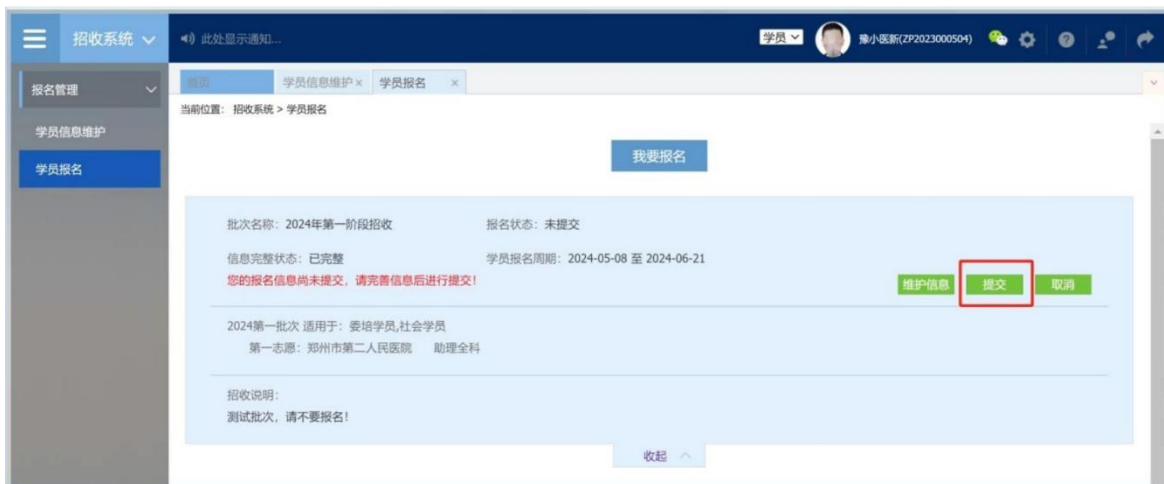 招收系统
此处显示通知...
学员
豫小医新(ZP2023000504)
报名管理
首页
学员信息维护 ×
学员报名 ×
当前位置: 招收系统 > 学员报名
学员信息维护
学员报名
我要报名
批次名称: 2024年第一阶段招收
报名状态: 未提交
信息完整状态: 已完整
学员报名周期: 2024-05-08 至 2024-06-21
您的报名信息尚未提交, 请完善信息后进行提交!
维护信息
提交
取消
2024第一批次 适用于: 委培学员,社会学员
第一志愿: 郑州市第二人民医院 助理全科
招收说明:
测试批次, 请不要报名!
收起